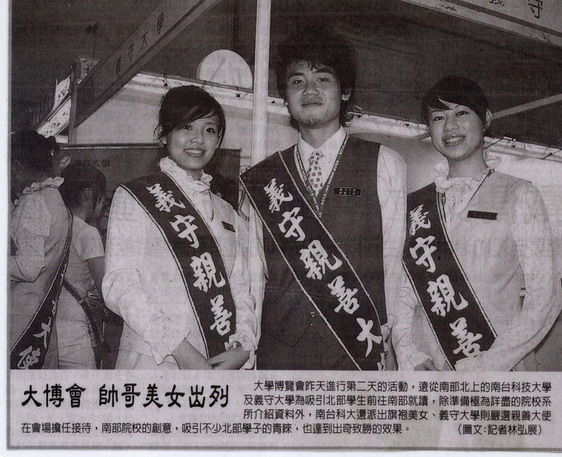 義守大學
義守親善
義守親善大
義守親善
大博會 帥哥美女出列
大學博覽會昨天進行第二天的活動，遠從南部北上的南台科技大學
及義守大學為吸引北部學生前往南部就讀，除準備極為詳盡的院校系
所介紹資料外，南台科大還派出旗袍美女、義守大學則嚴選親善大使
在會場擔任接待，南部院校的創意，吸引不少北部學子的青睞，也達到出奇致勝的效果。 （圖文:記者林弘展）